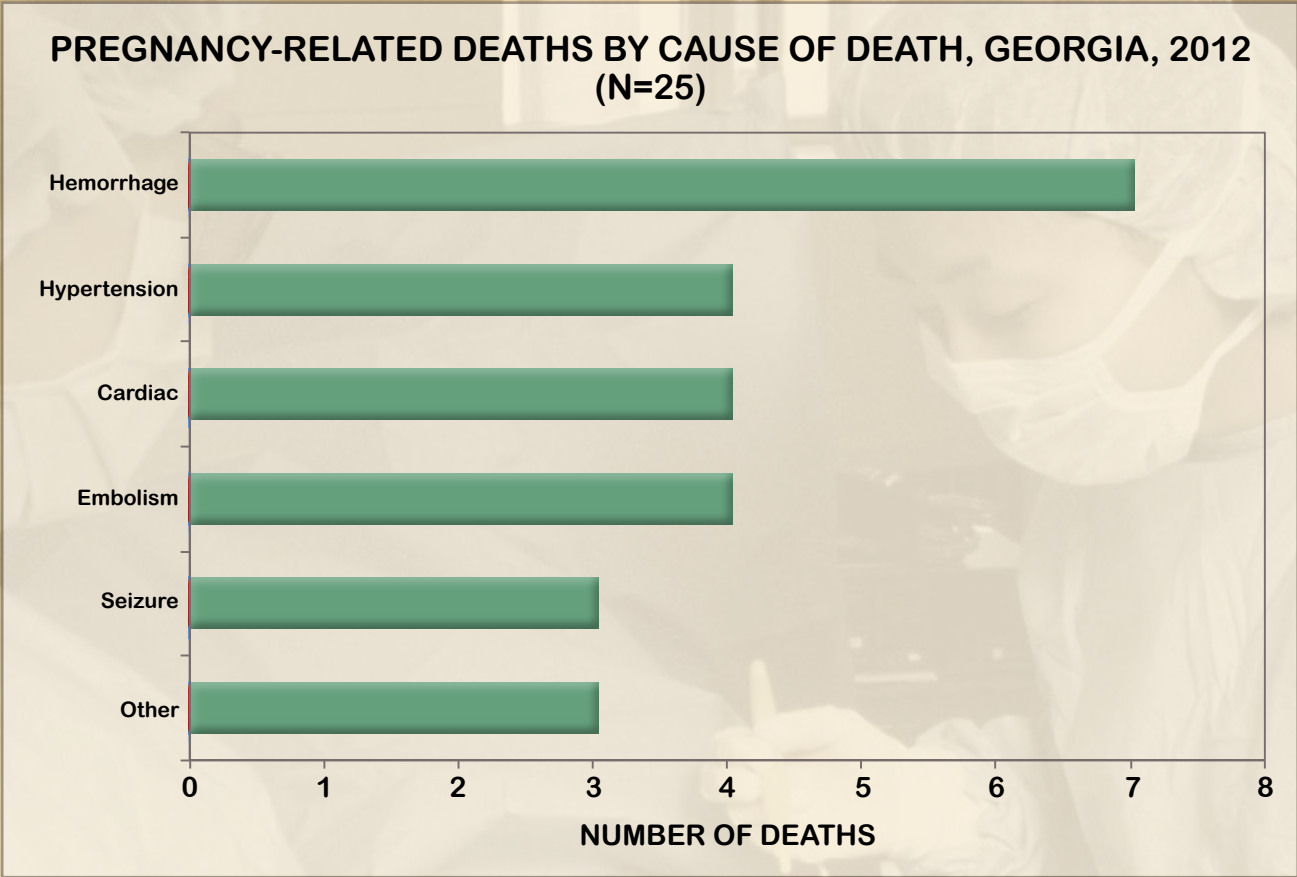 PREGNANCY-RELATED DEATHS BY CAUSE OF DEATH, GEORGIA, 2012
(N=25)
Hemorrhage
Hypertension
Cardiac
Embolism
Seizure
Other
0 1 2 3 4 5 6 7 8
NUMBER OF DEATHS